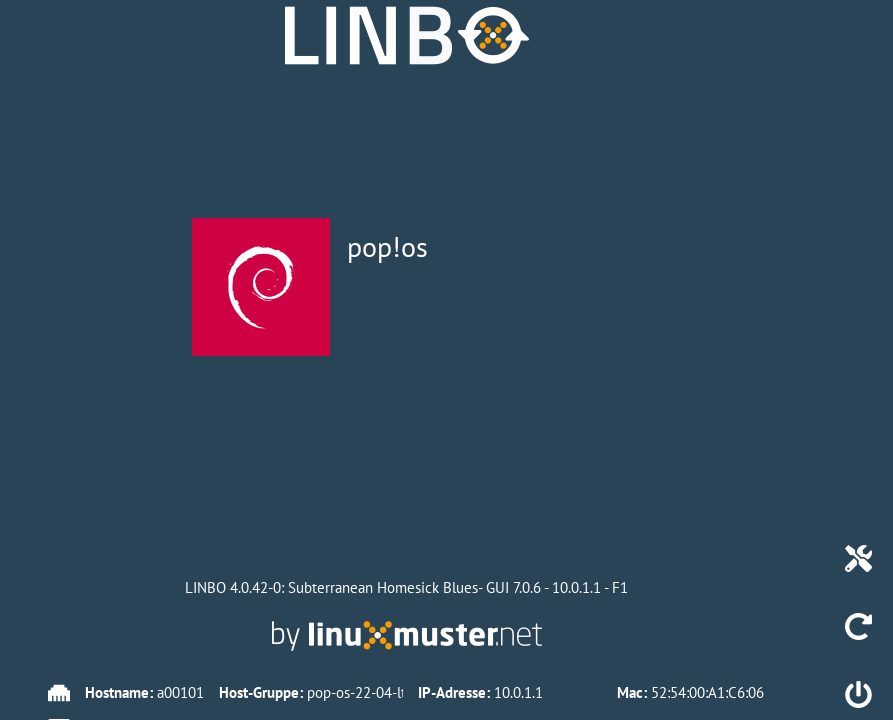 LINBO
pop!os
LINBO 4.0.42-0: Subterranean Homesick Blues- GUI 7.0.6 - 10.0.1.1 - F1
by linuxmuster.net
Hostname: a00101 Host-Gruppe: pop-os-22-04-lt IP-Adresse: 10.0.1.1 Mac: 52:54:00:A1:C6:06